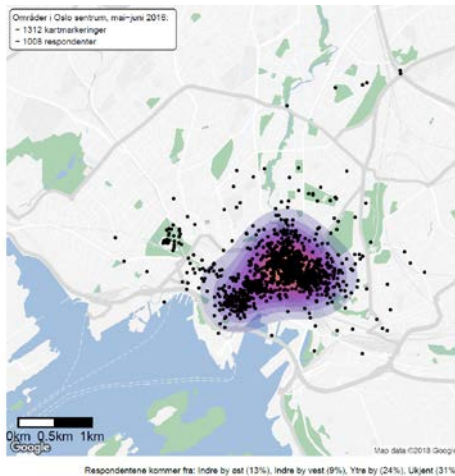 Områder i Oslo sentrum, mai-juni 2016:
- 1312 kartmarkeringer
- 1008 respondenter
0km 0.5km 1km
Google
Map data ©2018 Google
Respondentene kommer fra: Indre by øst (13%), Indre by vest (9%), Ytre by (24%), Ukjent (31%